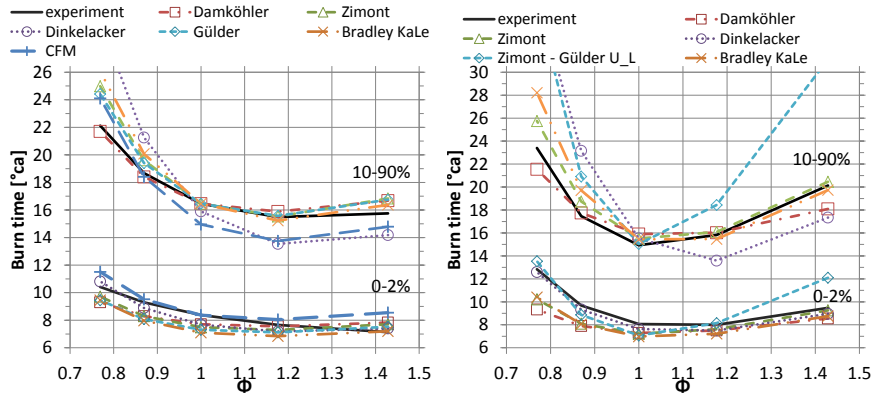 experiment Damköhler Zimont
Dinkelacker Gülder Bradley KaLe
CFM
26
24
22
20
18
16
14
12
10
8
6
Burn time [°ca]
10-90%
0-2%
0.7 0.8 0.9 1 1.1 1.2 1.3 1.4 1.5
Φ
experiment Damköhler
Zimont Dinkelacker
Zimont - Gülder U_L Bradley KaLe
30
28
26
24
22
20
18
16
14
12
10
8
6
Burn time [°ca]
10-90%
0-2%
0.7 0.8 0.9 1 1.1 1.2 1.3 1.4 1.5
Φ